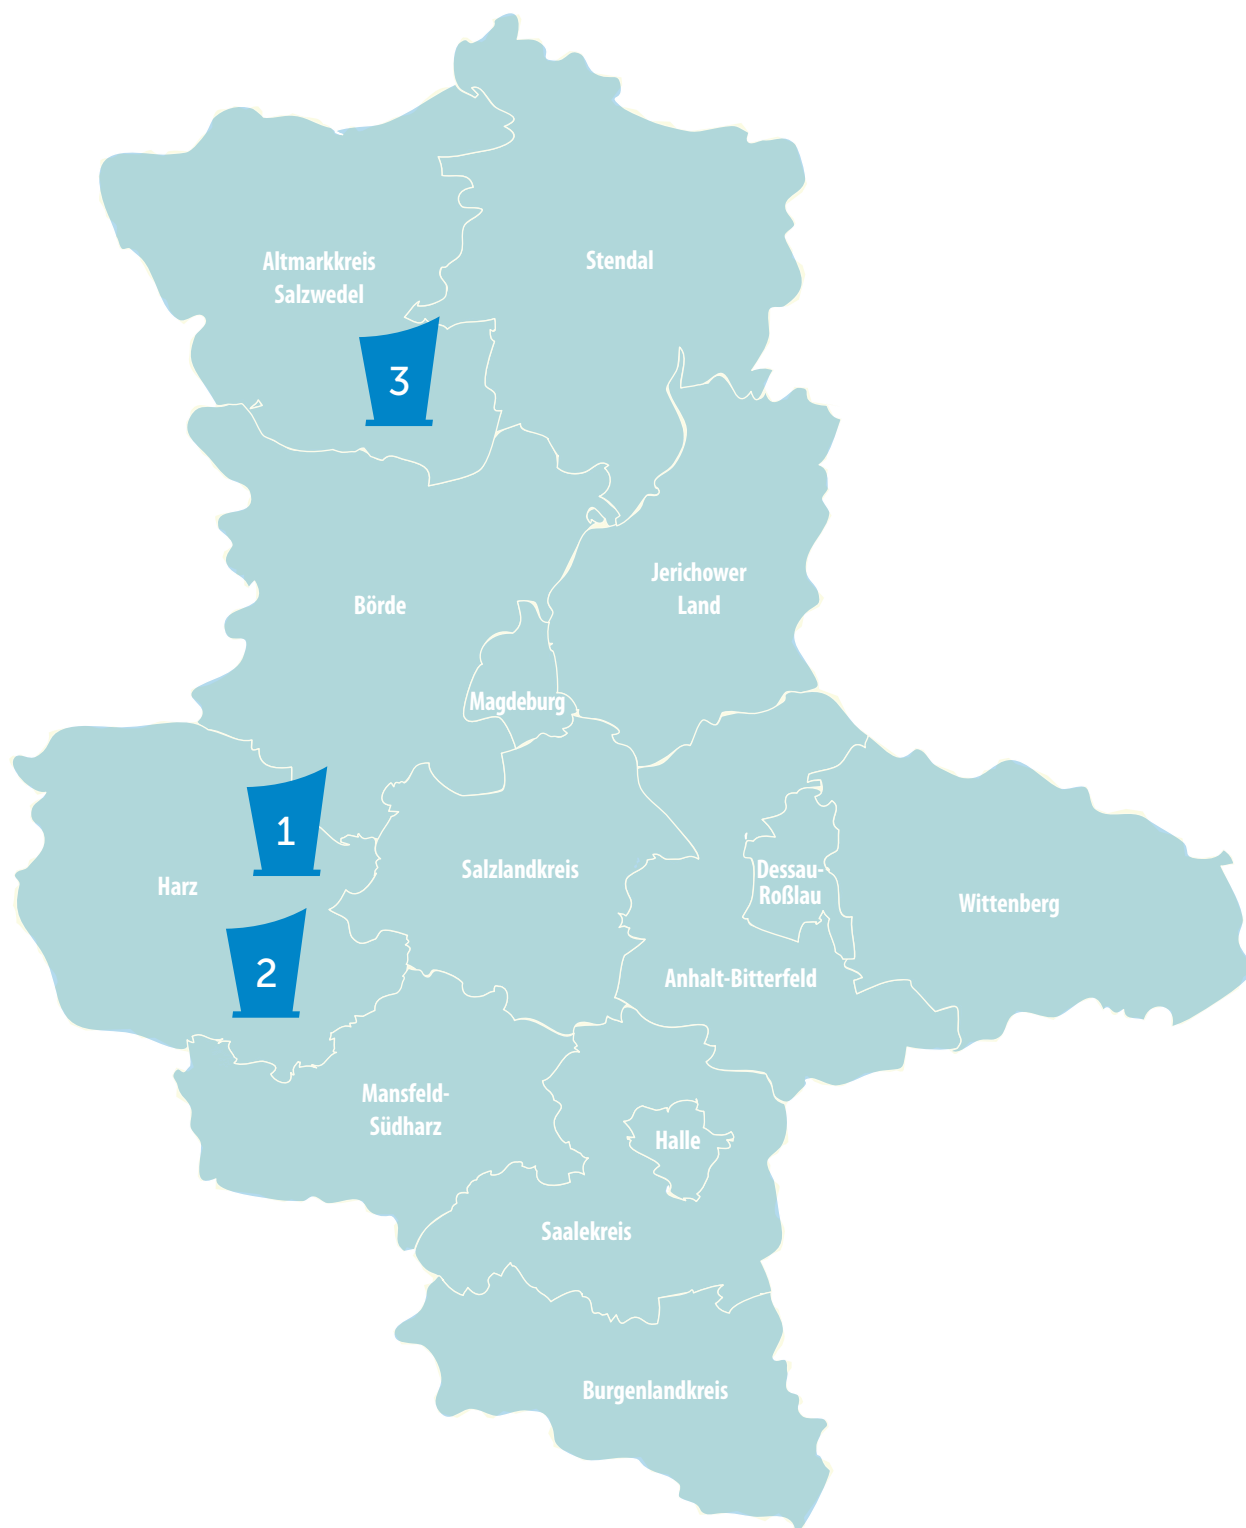 Altmarkkreis
Salzwedel
Stendal
3
Jerichower
Land
Börde
Magdeburg
1
Harz
Salzlandkreis
Dessau-
Roßlau
Wittenberg
2
Anhalt-Bitterfeld
Mansfeld-
Südharz
Halle
Saalekreis
Burgenlandkreis